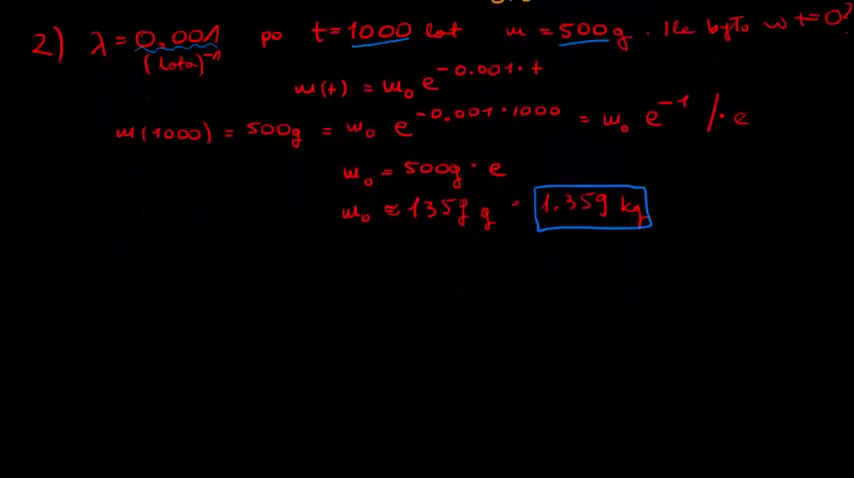 2) λ = 0.001 po t = 1000 lat m = 500g. Ile było w t=0?
(lata)⁻¹
m(t) = m₀ e^(-0.001·t)
m(1000) = 500g = m₀ e^(-0.001·1000) = m₀ e⁻¹ /·e
m₀ = 500g · e
m₀ ≈ 1359 g = 1.359 kg